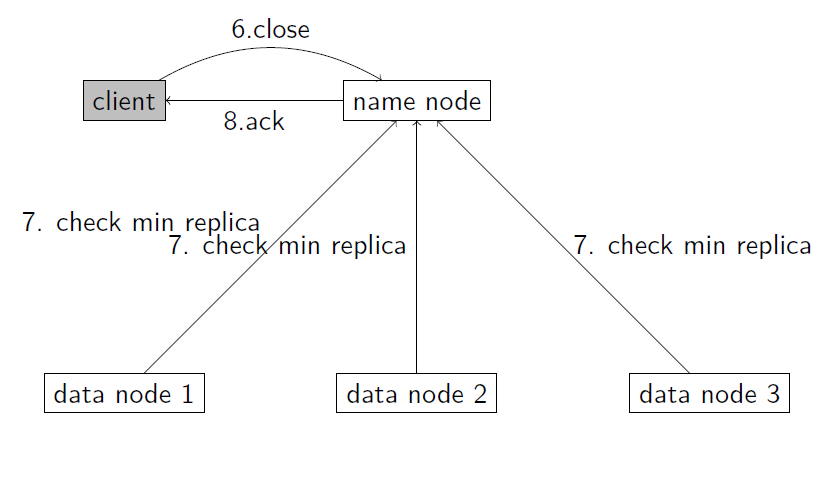 6.close
client
name node
8.ack
7. check min replica
7. check min replica
7. check min replica
data node 1
data node 2
data node 3